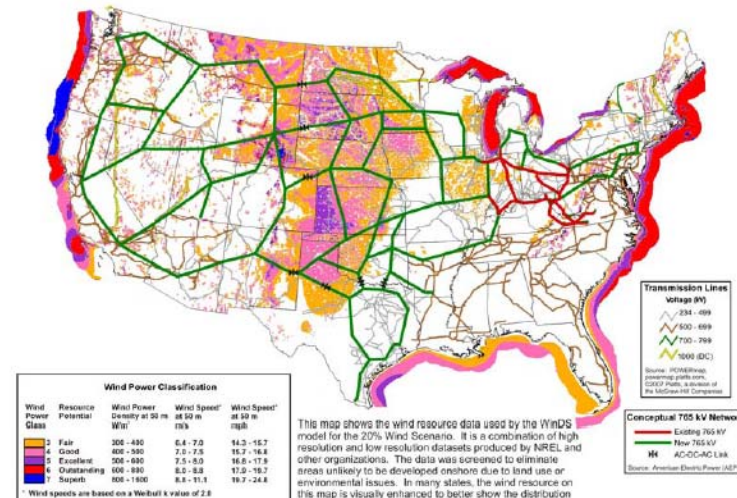 Transmission Lines
Voltage (kV)
234 - 499
500 - 699
700 - 799
1000 (DC)
Source: POWERmap,
powermap.platts.com,
©2007 Platts, a division of
the McGraw-Hill Companies
Wind Power Classification
Wind Power Class
Resource Potential
Wind Power Density at 50 m W/m²
Wind Speed* at 50 m m/s
Wind Speed* at 50 m mph
3 Fair 300 - 400 6.4 - 7.0 14.3 - 15.7
4 Good 400 - 500 7.0 - 7.5 15.7 - 16.8
5 Excellent 500 - 600 7.5 - 8.0 16.8 - 17.9
6 Outstanding 600 - 800 8.0 - 8.8 17.9 - 19.7
7 Superb 800 - 1600 8.8 - 11.1 19.7 - 24.8
* Wind speeds are based on a Weibull k value of 2.0
This map shows the wind resource data used by the WinDS
model for the 20% Wind Scenario. It is a combination of high
resolution and low resolution datasets produced by NREL and
other organizations. The data was screened to eliminate
areas unlikely to be developed onshore due to land use or
environmental issues. In many states, the wind resource on
this map is visually enhanced to better show the distribution
Conceptual 765 kV Network
Existing 765 kV
New 765 kV
AC-DC-AC Link
Source: American Electric Power (AEP)